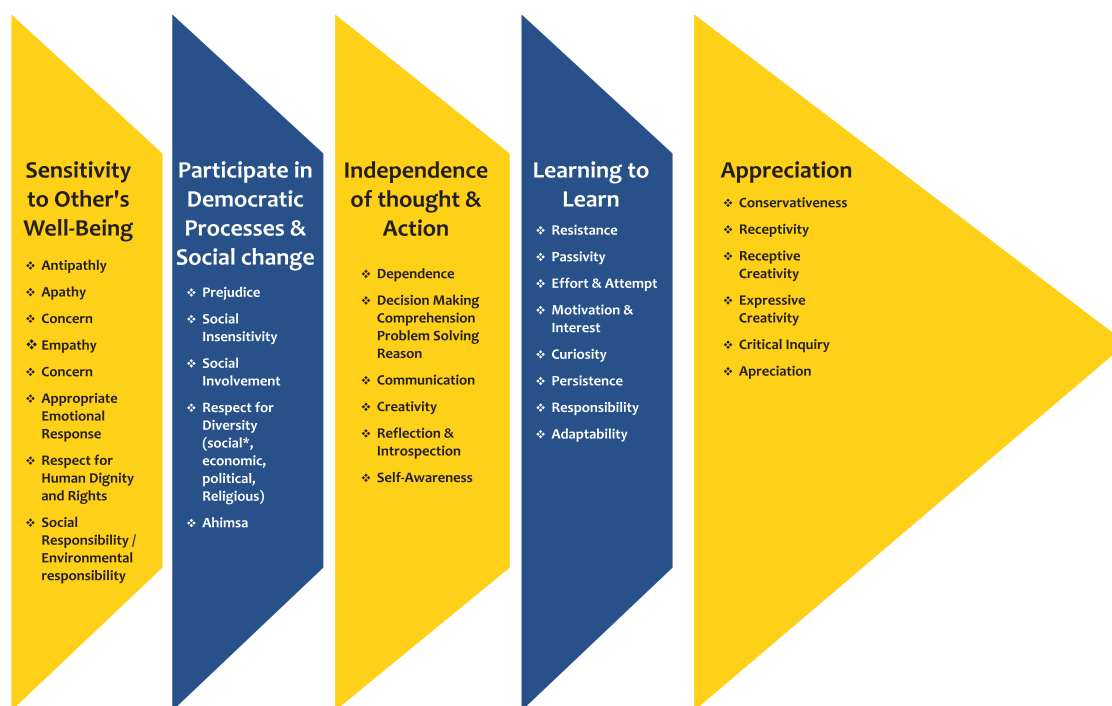 Sensitivity
to Other's
Well-Being
Antipathly
Apathy
Concern
Empathy
Concern
Appropriate
Emotional
Response
Respect for
Human Dignity
and Rights
Social
Responsibility /
Environmental
responsibility
Participate in
Democratic
Processes &
Social change
Prejudice
Social
Insensitivity
Social
Involvement
Respect for
Diversity
(social*,
economic,
political,
Religious)
Ahimsa
Independence
of thought &
Action
Dependence
Decision Making
Comprehension
Problem Solving
Reason
Communication
Creativity
Reflection &
Introspection
Self-Awareness
Learning to
Learn
Resistance
Passivity
Effort & Attempt
Motivation &
Interest
Curiosity
Persistence
Responsibility
Adaptability
Appreciation
Conservativeness
Receptivity
Receptive
Creativity
Expressive
Creativity
Critical Inquiry
Apreciation